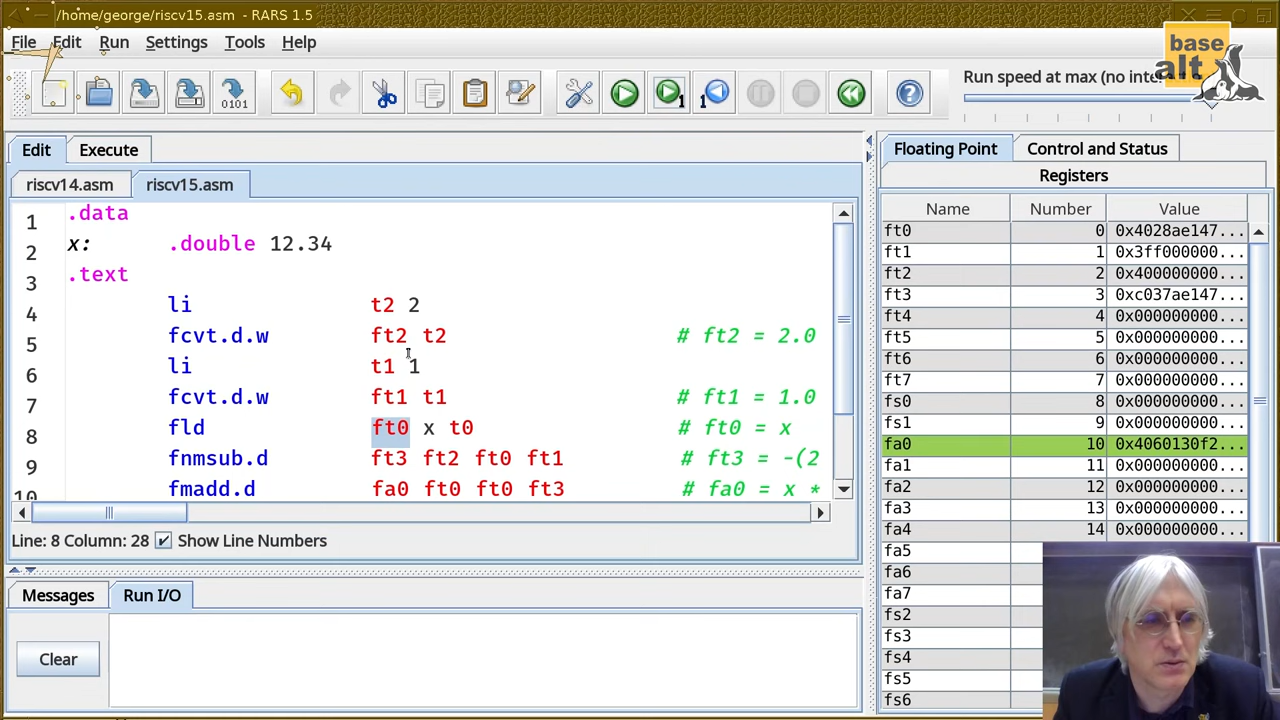 /home/george/riscv15.asm - RARS 1.5
File Edit Run Settings Tools Help
base
alt
Run speed at max (no inte
0101
1
1
Edit Execute
riscv14.asm riscv15.asm
1 .data
2 x: .double 12.34
3 .text
4 li t2 2
5 fcvt.d.w ft2 t2 # ft2 = 2.0
6 li t1 1
7 fcvt.d.w ft1 t1 # ft1 = 1.0
8 fld ft0 x t0 # ft0 = x
9 fnmsub.d ft3 ft2 ft0 ft1 # ft3 = -(2
10 fmadd.d fa0 ft0 ft0 ft3 # fa0 = x *
Line: 8 Column: 28 Show Line Numbers
Messages Run I/O
Clear
Floating Point Control and Status
Registers
Name Number Value
ft0 0 0x4028ae147...
ft1 1 0x3ff000000...
ft2 2 0x400000000...
ft3 3 0xc037ae147...
ft4 4 0x000000000...
ft5 5 0x000000000...
ft6 6 0x000000000...
ft7 7 0x000000000...
fs0 8 0x000000000...
fs1 9 0x000000000...
fa0 10 0x4060130f2...
fa1 11 0x000000000...
fa2 12 0x000000000...
fa3 13 0x000000000...
fa4 14 0x000000000...
fa5
fa6
fa7
fs2
fs3
fs4
fs5
fs6